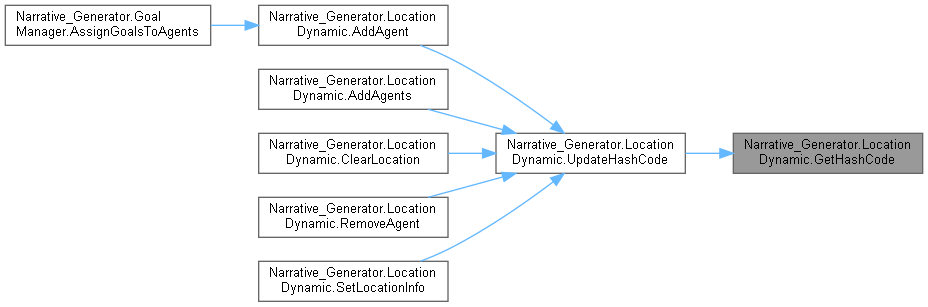 Narrative_Generator.Goal
Manager.AssignGoalsToAgents
Narrative_Generator.Location
Dynamic.AddAgent
Narrative_Generator.Location
Dynamic.AddAgents
Narrative_Generator.Location
Dynamic.ClearLocation
Narrative_Generator.Location
Dynamic.RemoveAgent
Narrative_Generator.Location
Dynamic.SetLocationInfo
Narrative_Generator.Location
Dynamic.UpdateHashCode
Narrative_Generator.Location
Dynamic.GetHashCode